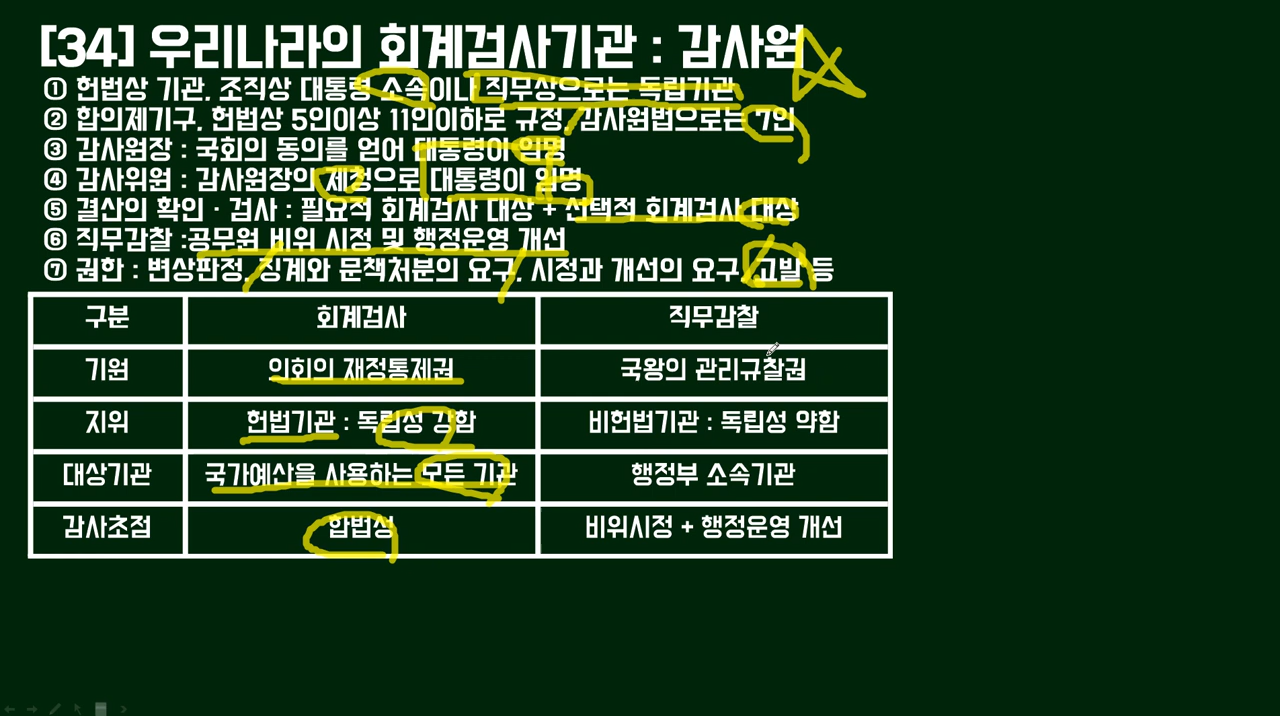 [34] 우리나라의 회계검사기관 : 감사원
① 헌법상 기관, 조직상 대통령 소속이나 직무상으로는 독립기관
② 합의제기구, 헌법상 5인이상 11인이하로 규정, 감사원법으로는 7인
③ 감사원장 : 국회의 동의를 얻어 대통령이 임명
④ 감사위원 : 감사원장의 제청으로 대통령이 임명
⑤ 결산의 확인 · 검사 : 필요적 회계검사 대상 + 선택적 회계검사 대상
⑥ 직무감찰 :공무원 비위 시정 및 행정운영 개선
⑦ 권한 : 변상판정, 징계와 문책처분의 요구, 시정과 개선의 요구, 고발 등
구분 회계검사 직무감찰
기원 의회의 재정통제권 국왕의 관리규찰권
지위 헌법기관 : 독립성 강함 비헌법기관 : 독립성 약함
대상기관 국가예산을 사용하는 모든 기관 행정부 소속기관
감사초점 합법성 비위시정 + 행정운영 개선